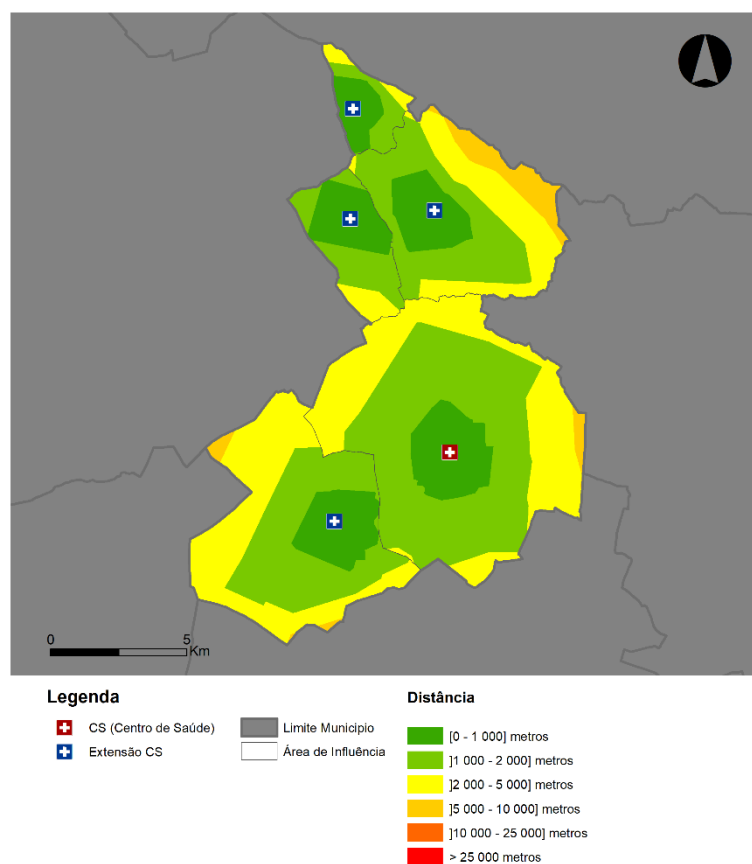 0 5
Km
Legenda
CS (Centro de Saúde)
Extensão CS
Limite Municipio
Área de Influência
Distância
[0 - 1 000] metros
]1 000 - 2 000] metros
]2 000 - 5 000] metros
]5 000 - 10 000] metros
]10 000 - 25 000] metros
> 25 000 metros